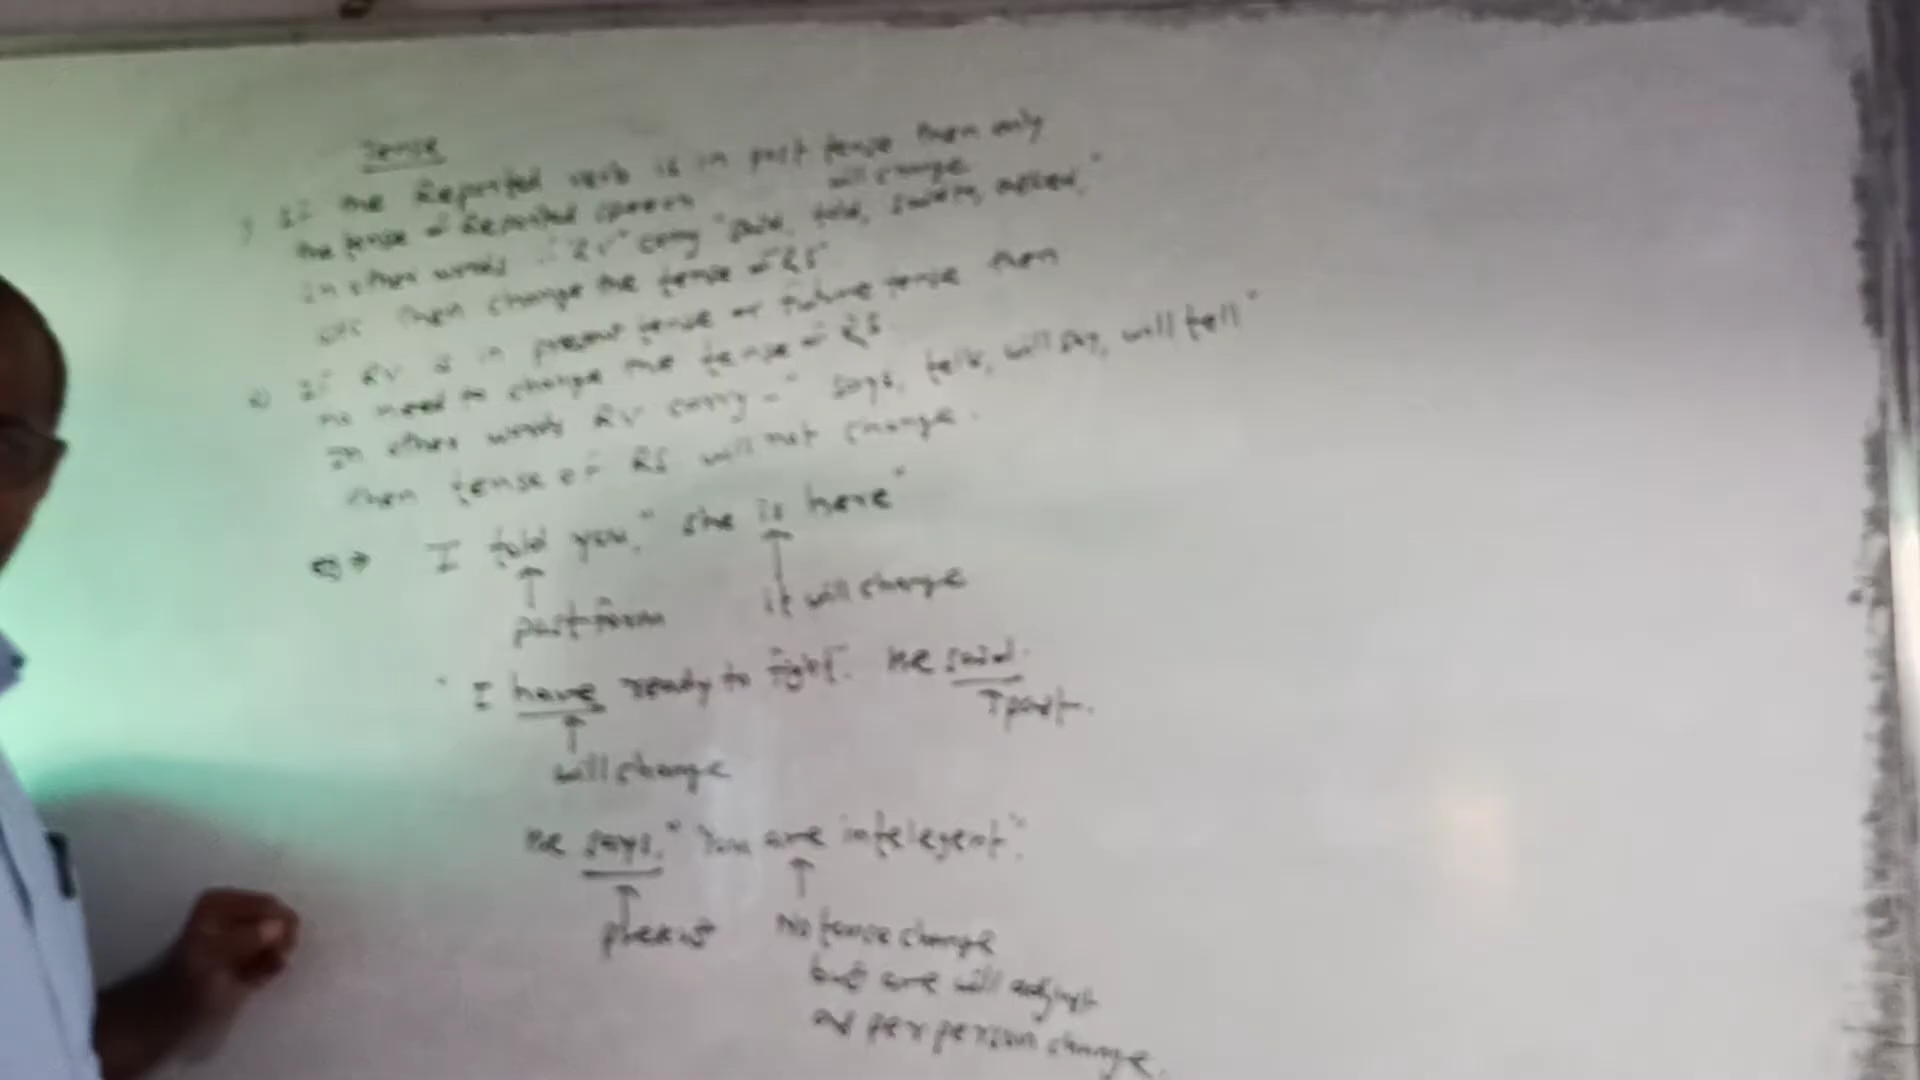 Tense
1) If the Reported verb is in past tense then only
the tense of Reported speech will change
In other words "RV" carry "said, told, asked,"
etc then change the tense of "RS"
2) If RV is in present tense or future tense then
no need to change the tense of RS.
In other words RV carry - " says, tells, will say, will tell"
then tense of RS will not change.
eg → I told you, "she is here"
past form it will change
"I have ready to fight". he said.
past.
will change
he says, "You are intelegent".
No tense change
but are will adjust
as per person change.